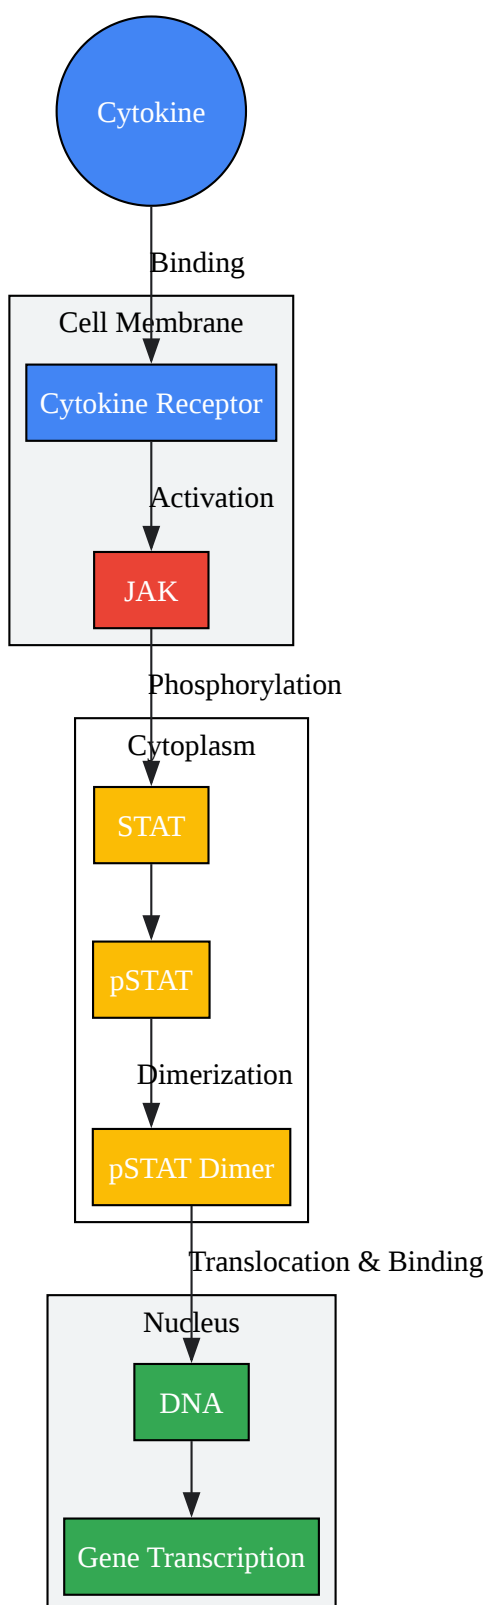 Cytokine
Binding
Cell Membrane
Cytokine Receptor
Activation
JAK
Phosphorylation
Cytoplasm
STAT
pSTAT
Dimerization
pSTAT Dimer
Translocation & Binding
Nucleus
DNA
Gene Transcription